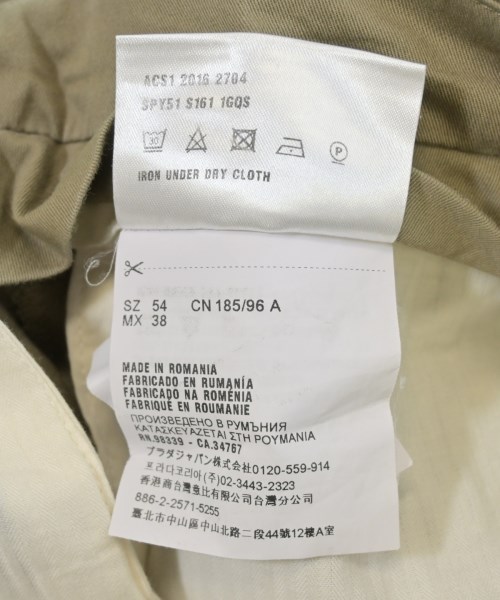 ACS1 2016 2704
SPY51 S161 1GQS
30
P
IRON UNDER DRY CLOTH
SZ 54 CN 185/96 A
MX 38
MADE IN ROMANIA
FABRICADO EN RUMANÍA
FABRICADO NA ROMÉNIA
FABRIQUÉ EN ROUMANIE
ПРОИЗВЕДЕНО В РУМЪНИЯ
ΚΑΤΑΣΚΕΥΑΖΕΤΑΙ ΣΤΗ ΡΟΥΜΑΝΙΑ
RN.98339 - CA.34767
プラダジャパン株式会社0120-559-914
프라다코리아(주)02-3443-2323
香港商台灣普比有限公司台灣分公司
886-2-2571-5255
臺北市中山區中山北路二段44號12樓A室